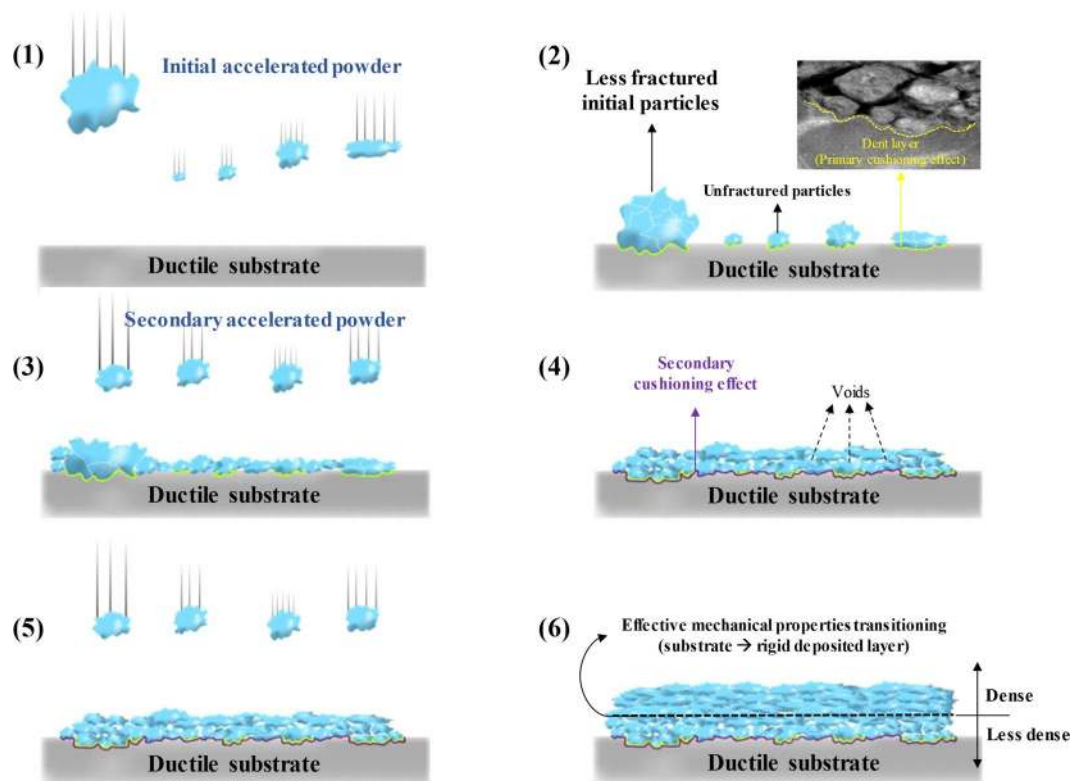 (1)
Initial accelerated powder
Ductile substrate
(2)
Less fractured
initial particles
Unfractured particles
Dent layer
(Primary cushioning effect)
Ductile substrate
(3)
Secondary accelerated powder
Ductile substrate
(4)
Secondary
cushioning effect
Voids
Ductile substrate
(5)
Ductile substrate
(6)
Effective mechanical properties transitioning
(substrate → rigid deposited layer)
Dense
Less dense
Ductile substrate